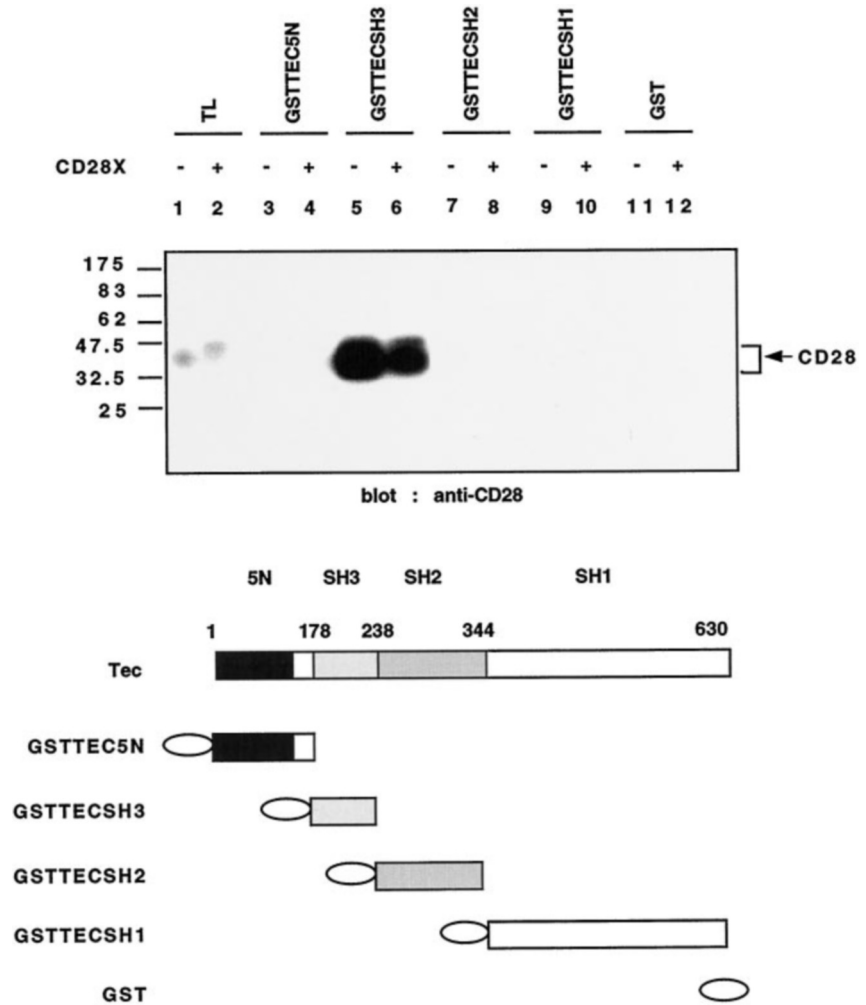 TL GSTTEC5N GSTTECSH3 GSTTECSH2 GSTTECSH1 GST
CD28X - + - + - + - + - + - +
1 2 3 4 5 6 7 8 9 10 11 12
175
83
62
47.5
CD28
32.5
25
blot : anti-CD28
5N SH3 SH2 SH1
1 178 238 344 630
Tec
GSTTEC5N
GSTTECSH3
GSTTECSH2
GSTTECSH1
GST